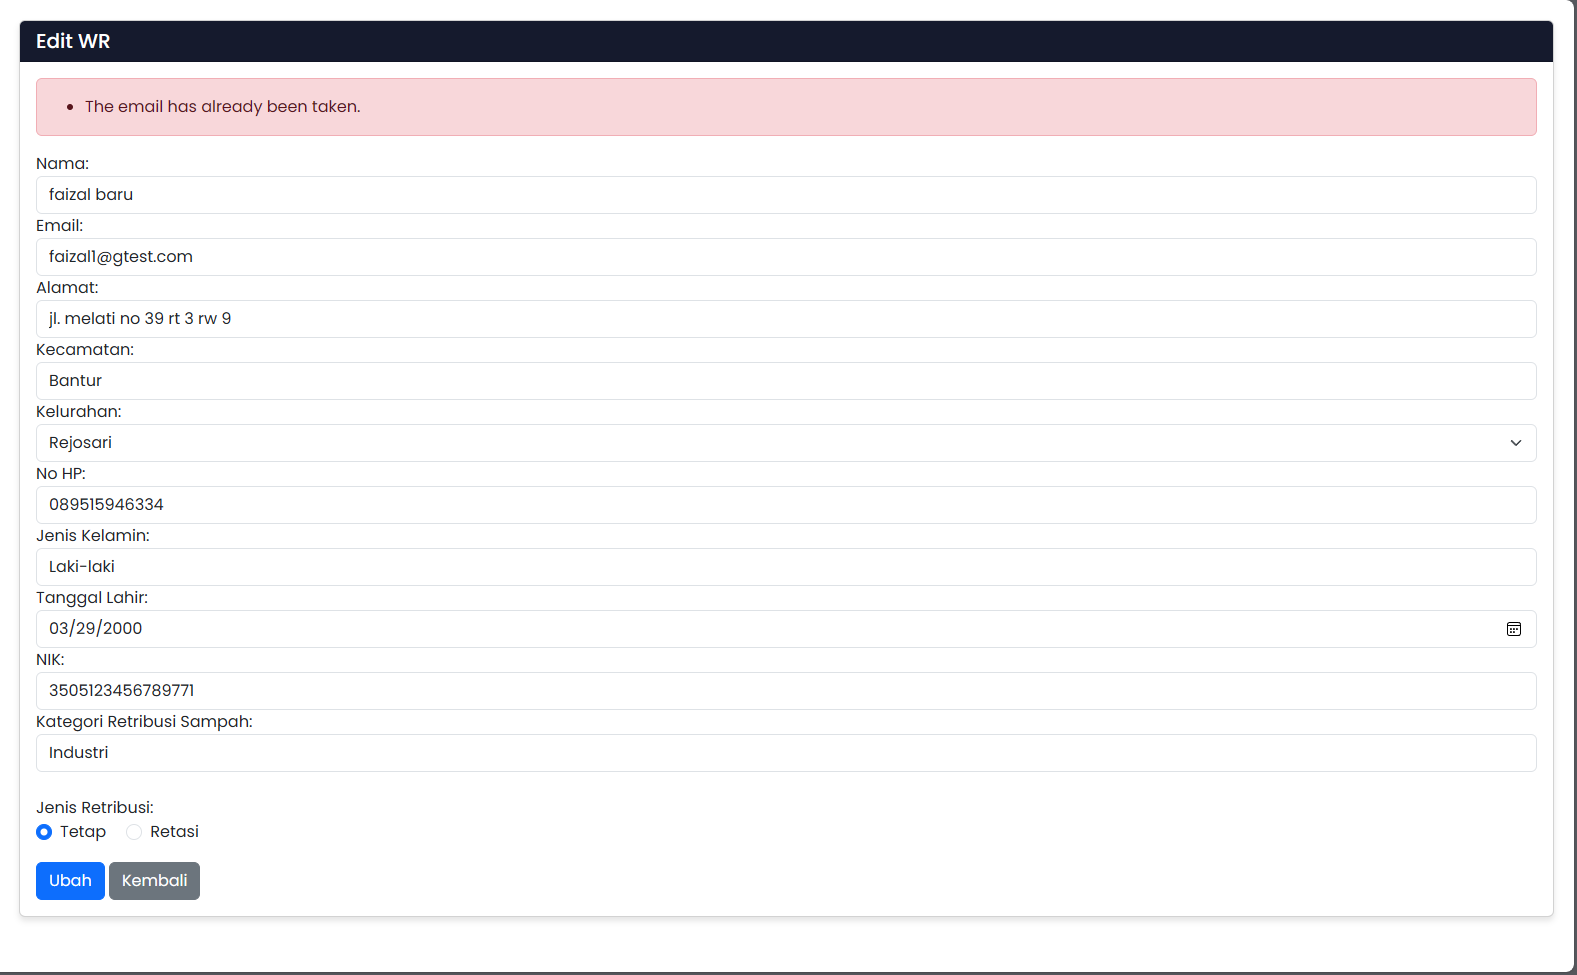 Edit WR
The email has already been taken.
Nama:
faizal baru
Email:
faizal1@gtest.com
Alamat:
jl. melati no 39 rt 3 rw 9
Kecamatan:
Bantur
Kelurahan:
Rejosari
No HP:
089515946334
Jenis Kelamin:
Laki-laki
Tanggal Lahir:
03/29/2000
NIK:
3505123456789771
Kategori Retribusi Sampah:
Industri
Jenis Retribusi:
Tetap Retasi
Ubah Kembali